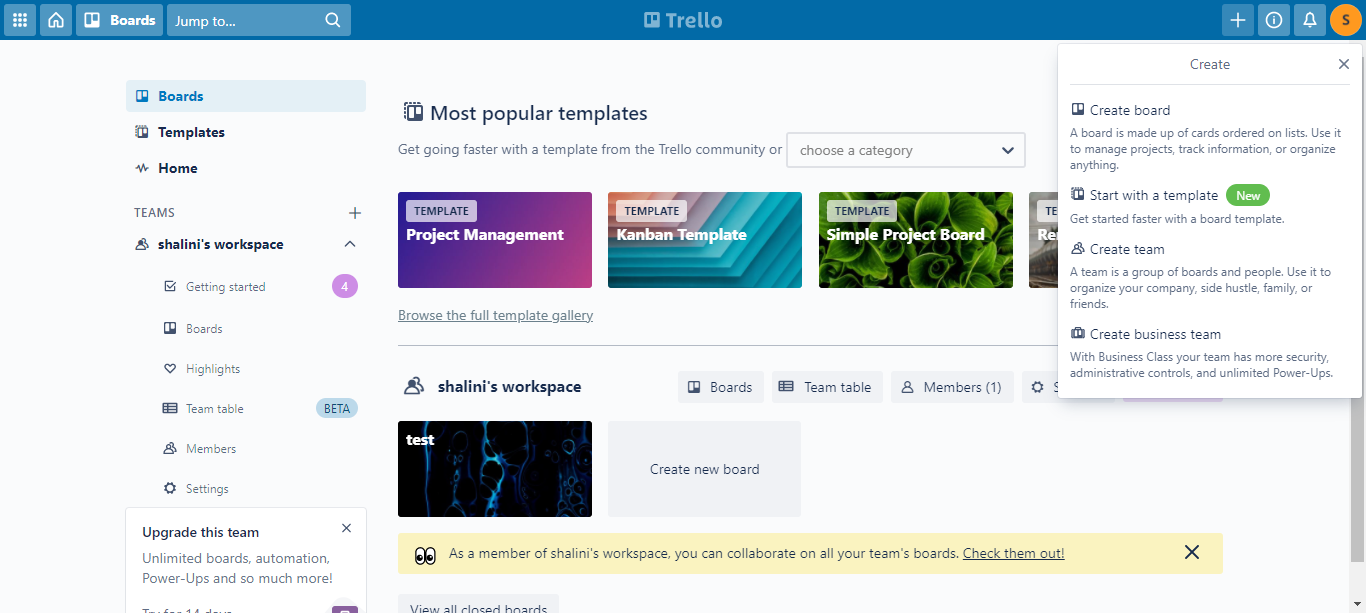 Boards
Jump to...
Trello
S
Create
Create board
A board is made up of cards ordered on lists. Use it
to manage projects, track information, or organize
anything.
Start with a template New
Get started faster with a board template.
Create team
A team is a group of boards and people. Use it to
organize your company, side hustle, family, or
friends.
Create business team
With Business Class your team has more security,
administrative controls, and unlimited Power-Ups.
Boards
Templates
Home
TEAMS
shalini's workspace
Getting started 4
Boards
Highlights
Team table BETA
Members
Settings
Upgrade this team
Unlimited boards, automation,
Power-Ups and so much more!
Most popular templates
Get going faster with a template from the Trello community or choose a category
TEMPLATE
Project Management
TEMPLATE
Kanban Template
TEMPLATE
Simple Project Board
Browse the full template gallery
shalini's workspace
Boards
Team table
Members (1)
test
Create new board
As a member of shalini's workspace, you can collaborate on all your team's boards. Check them out!
View all closed boards